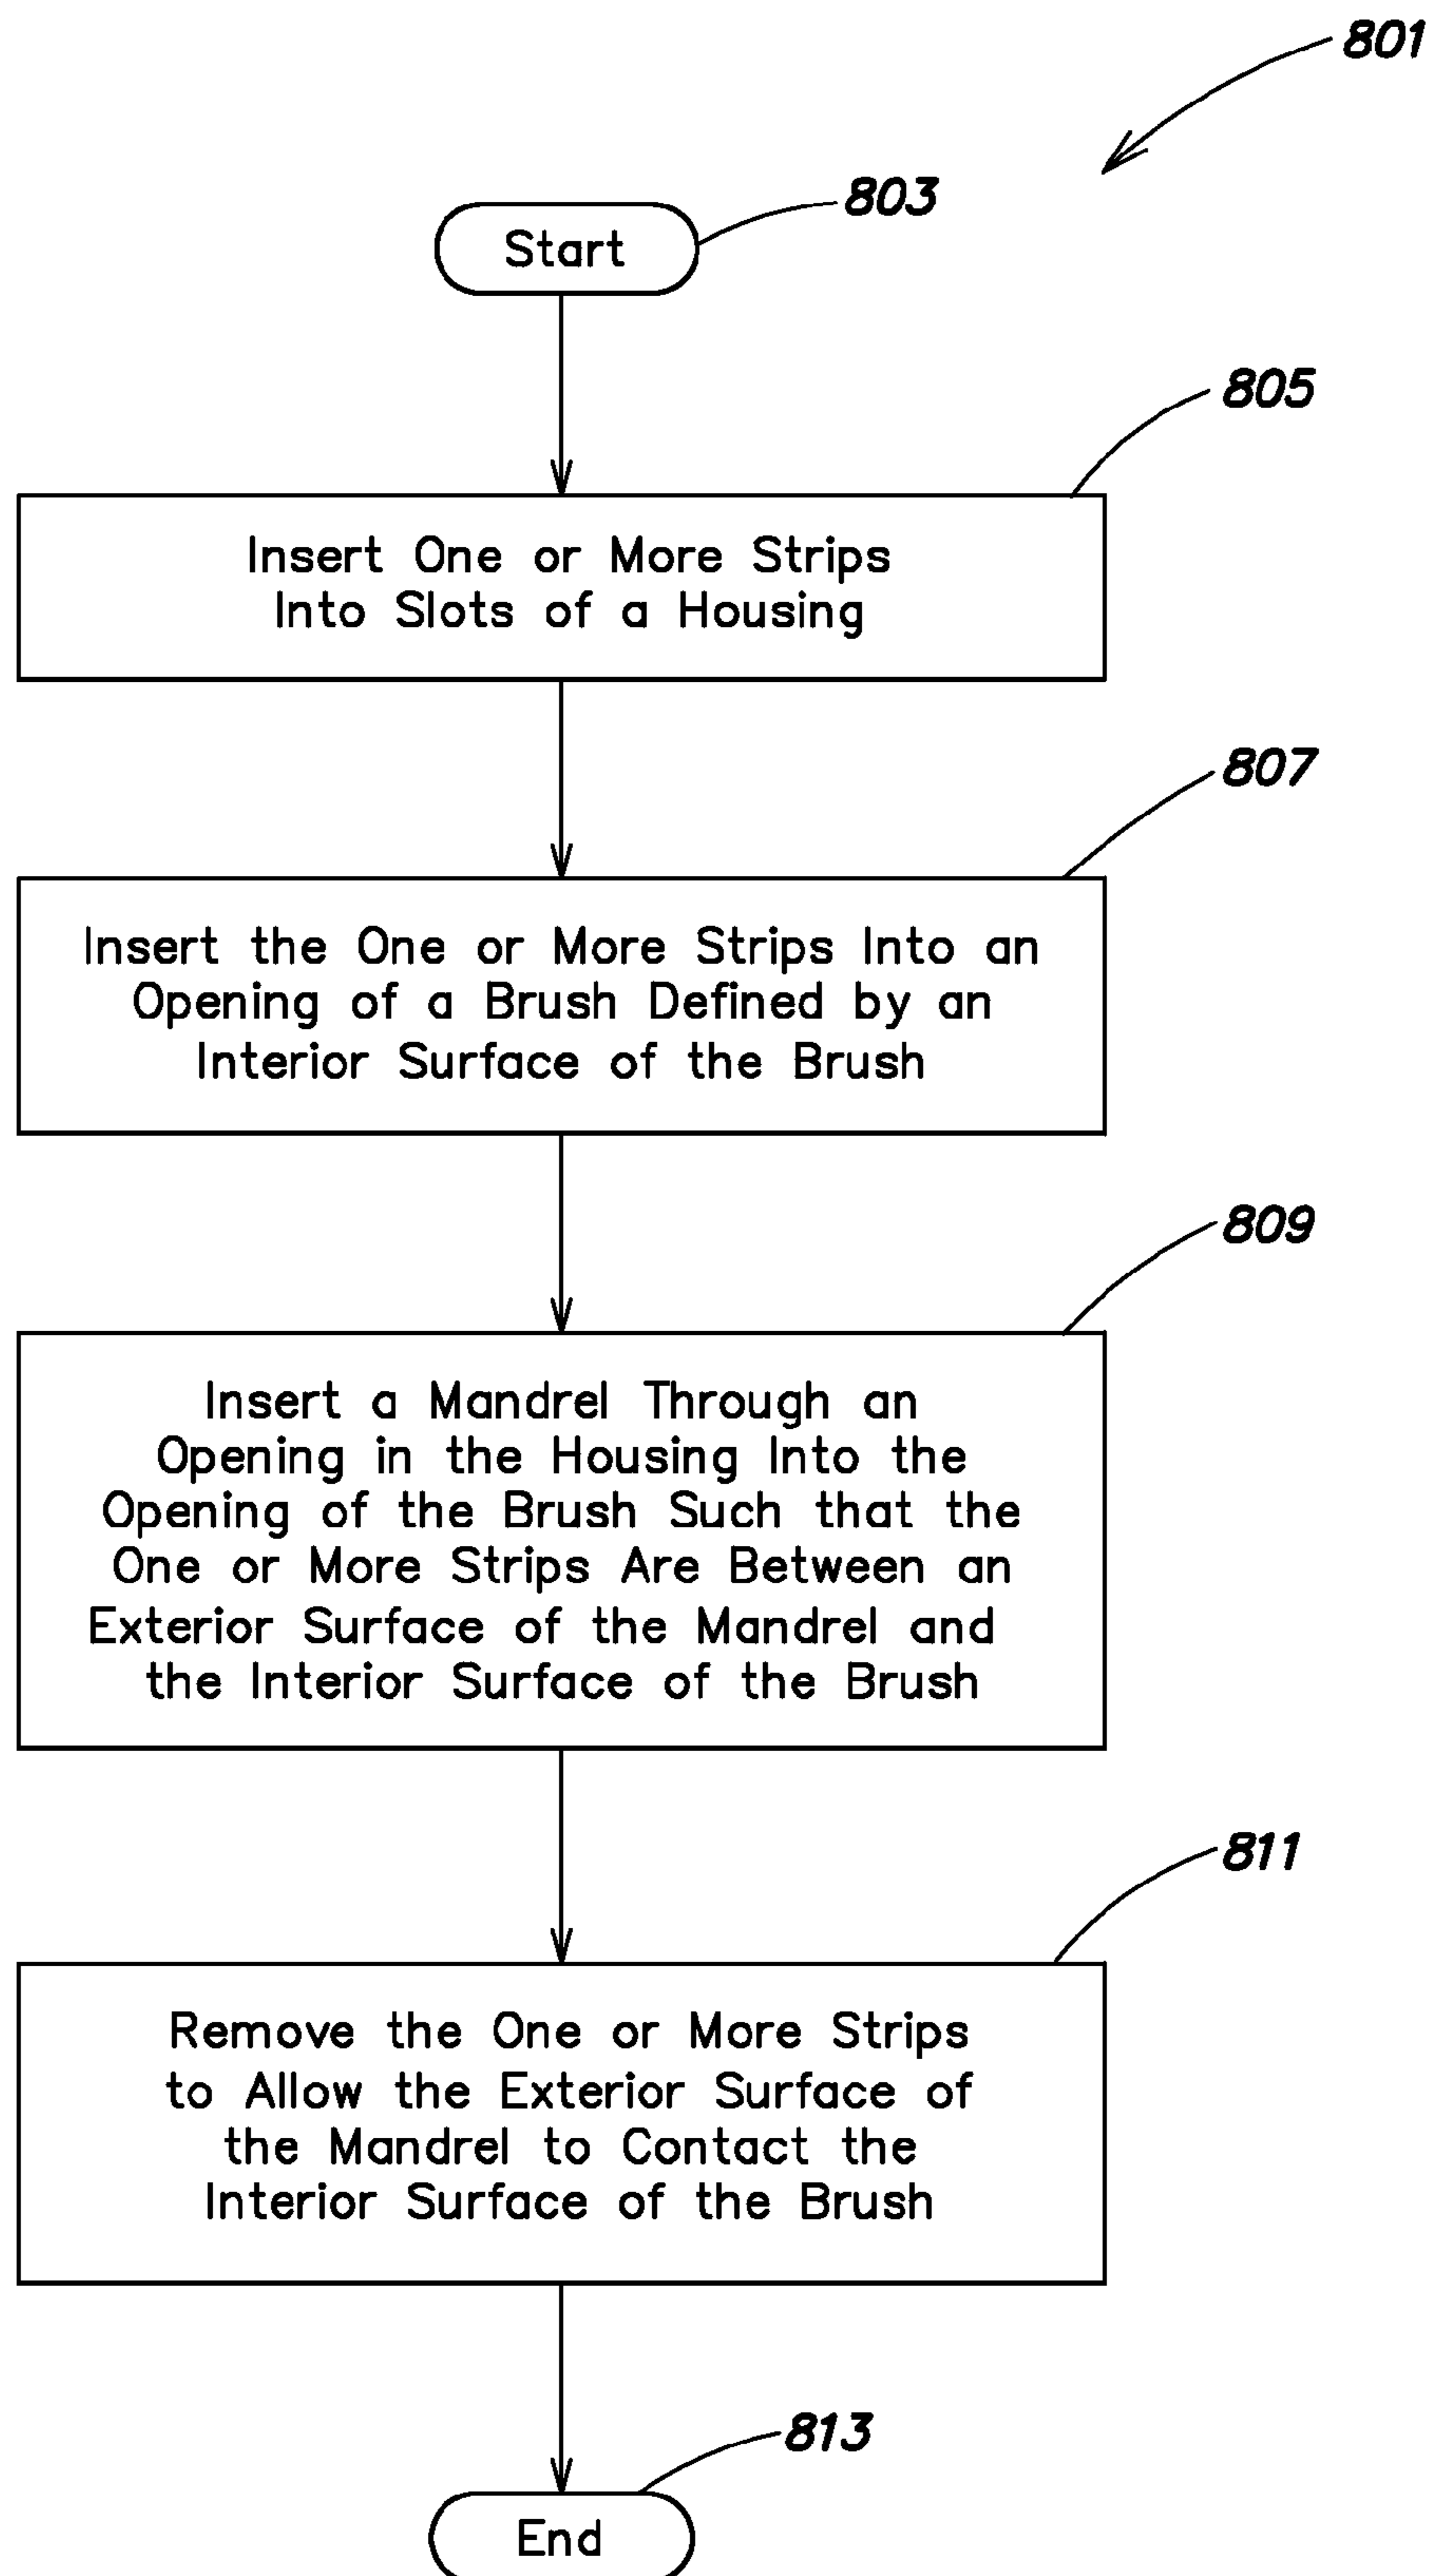 801
803
Start
805
Insert One or More Strips
Into Slots of a Housing
807
Insert the One or More Strips Into an
Opening of a Brush Defined by an
Interior Surface of the Brush
809
Insert a Mandrel Through an
Opening in the Housing Into the
Opening of the Brush Such that the
One or More Strips Are Between an
Exterior Surface of the Mandrel and
the Interior Surface of the Brush
811
Remove the One or More Strips
to Allow the Exterior Surface of
the Mandrel to Contact the
Interior Surface of the Brush
813
End